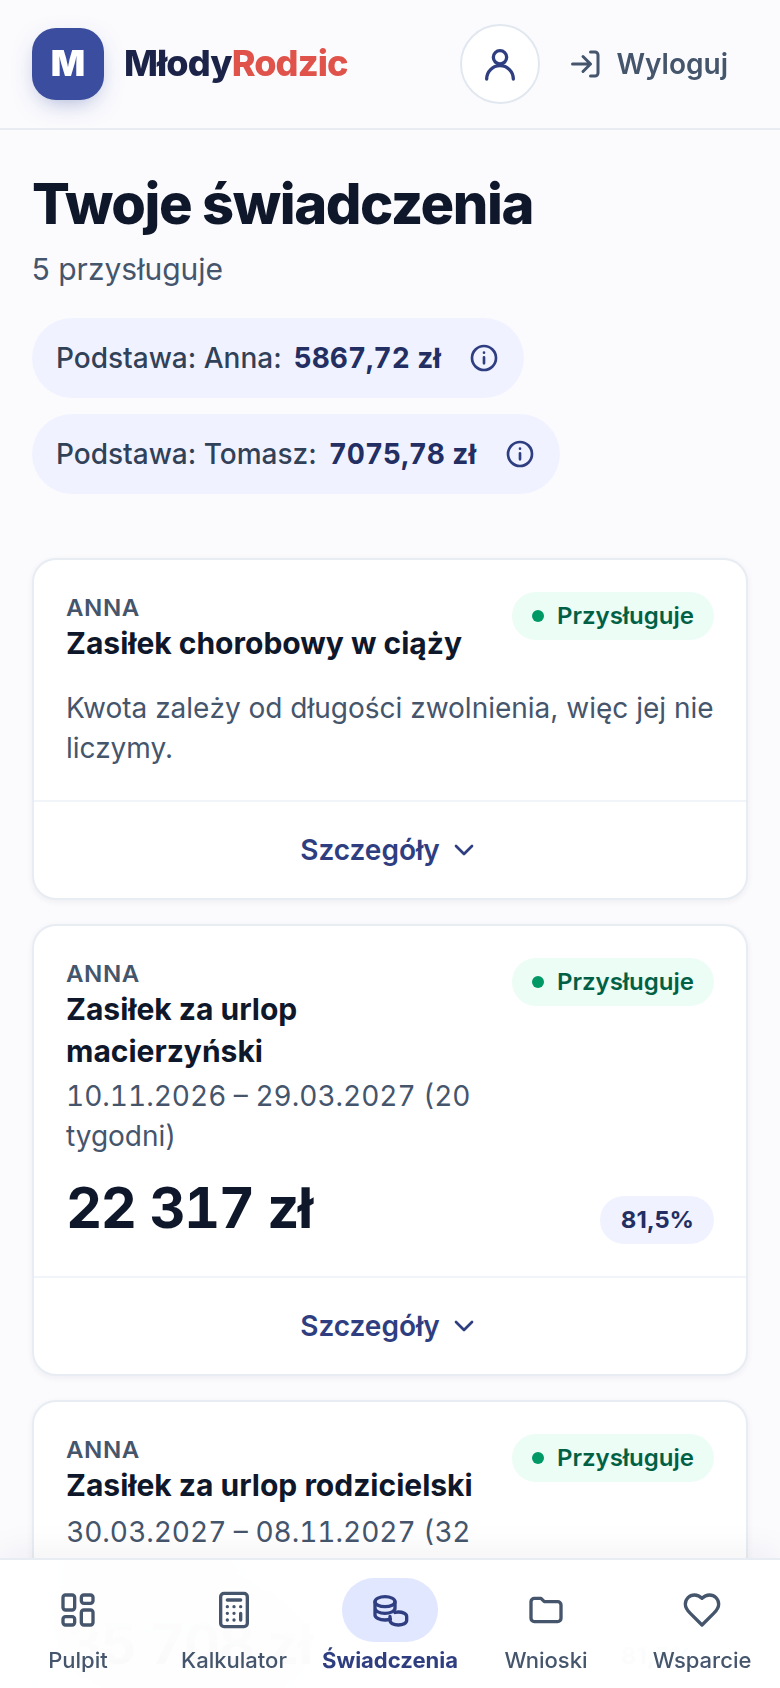 M MłodyRodzic Wyloguj
Twoje świadczenia
5 przysługuje
Podstawa: Anna: 5867,72 zł
Podstawa: Tomasz: 7075,78 zł
ANNA
Przysługuje
Zasiłek chorobowy w ciąży
Kwota zależy od długości zwolnienia, więc jej nie
liczymy.
Szczegóły
ANNA
Przysługuje
Zasiłek za urlop
macierzyński
10.11.2026 – 29.03.2027 (20
tygodni)
22 317 zł
81,5%
Szczegóły
ANNA
Przysługuje
Zasiłek za urlop rodzicielski
30.03.2027 – 08.11.2027 (32
Pulpit Kalkulator Świadczenia Wnioski Wsparcie